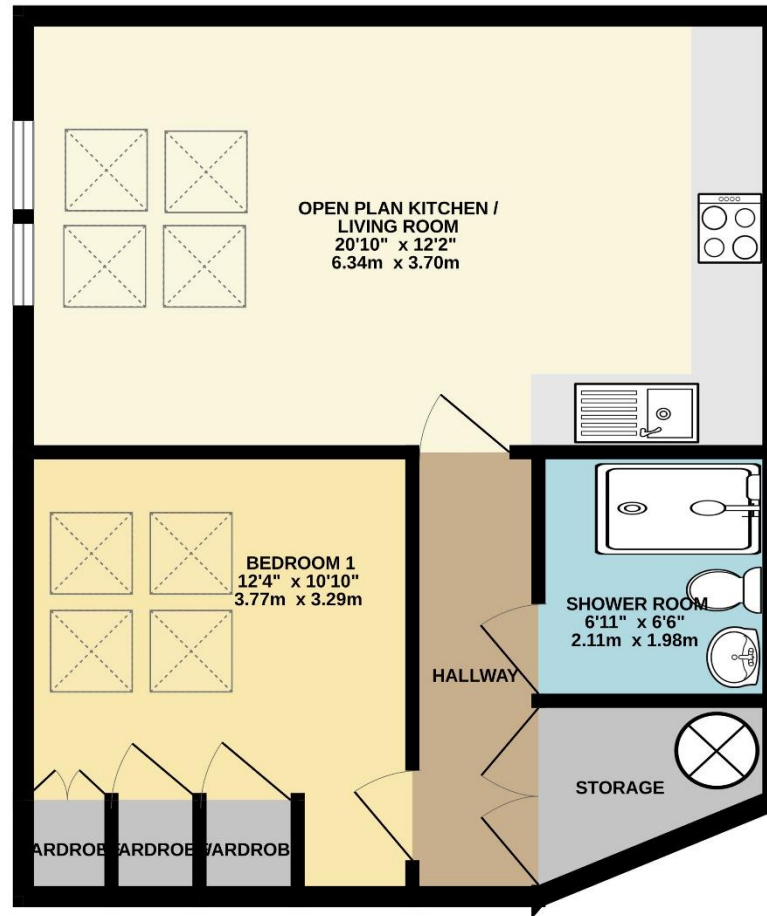 OPEN PLAN KITCHEN /
LIVING ROOM
20'10" x 12'2"
6.34m x 3.70m
BEDROOM 1
12'4" x 10'10"
3.77m x 3.29m
SHOWER ROOM
6'11" x 6'6"
2.11m x 1.98m
HALLWAY
STORAGE
ARDROB ARDROBE WARDROB